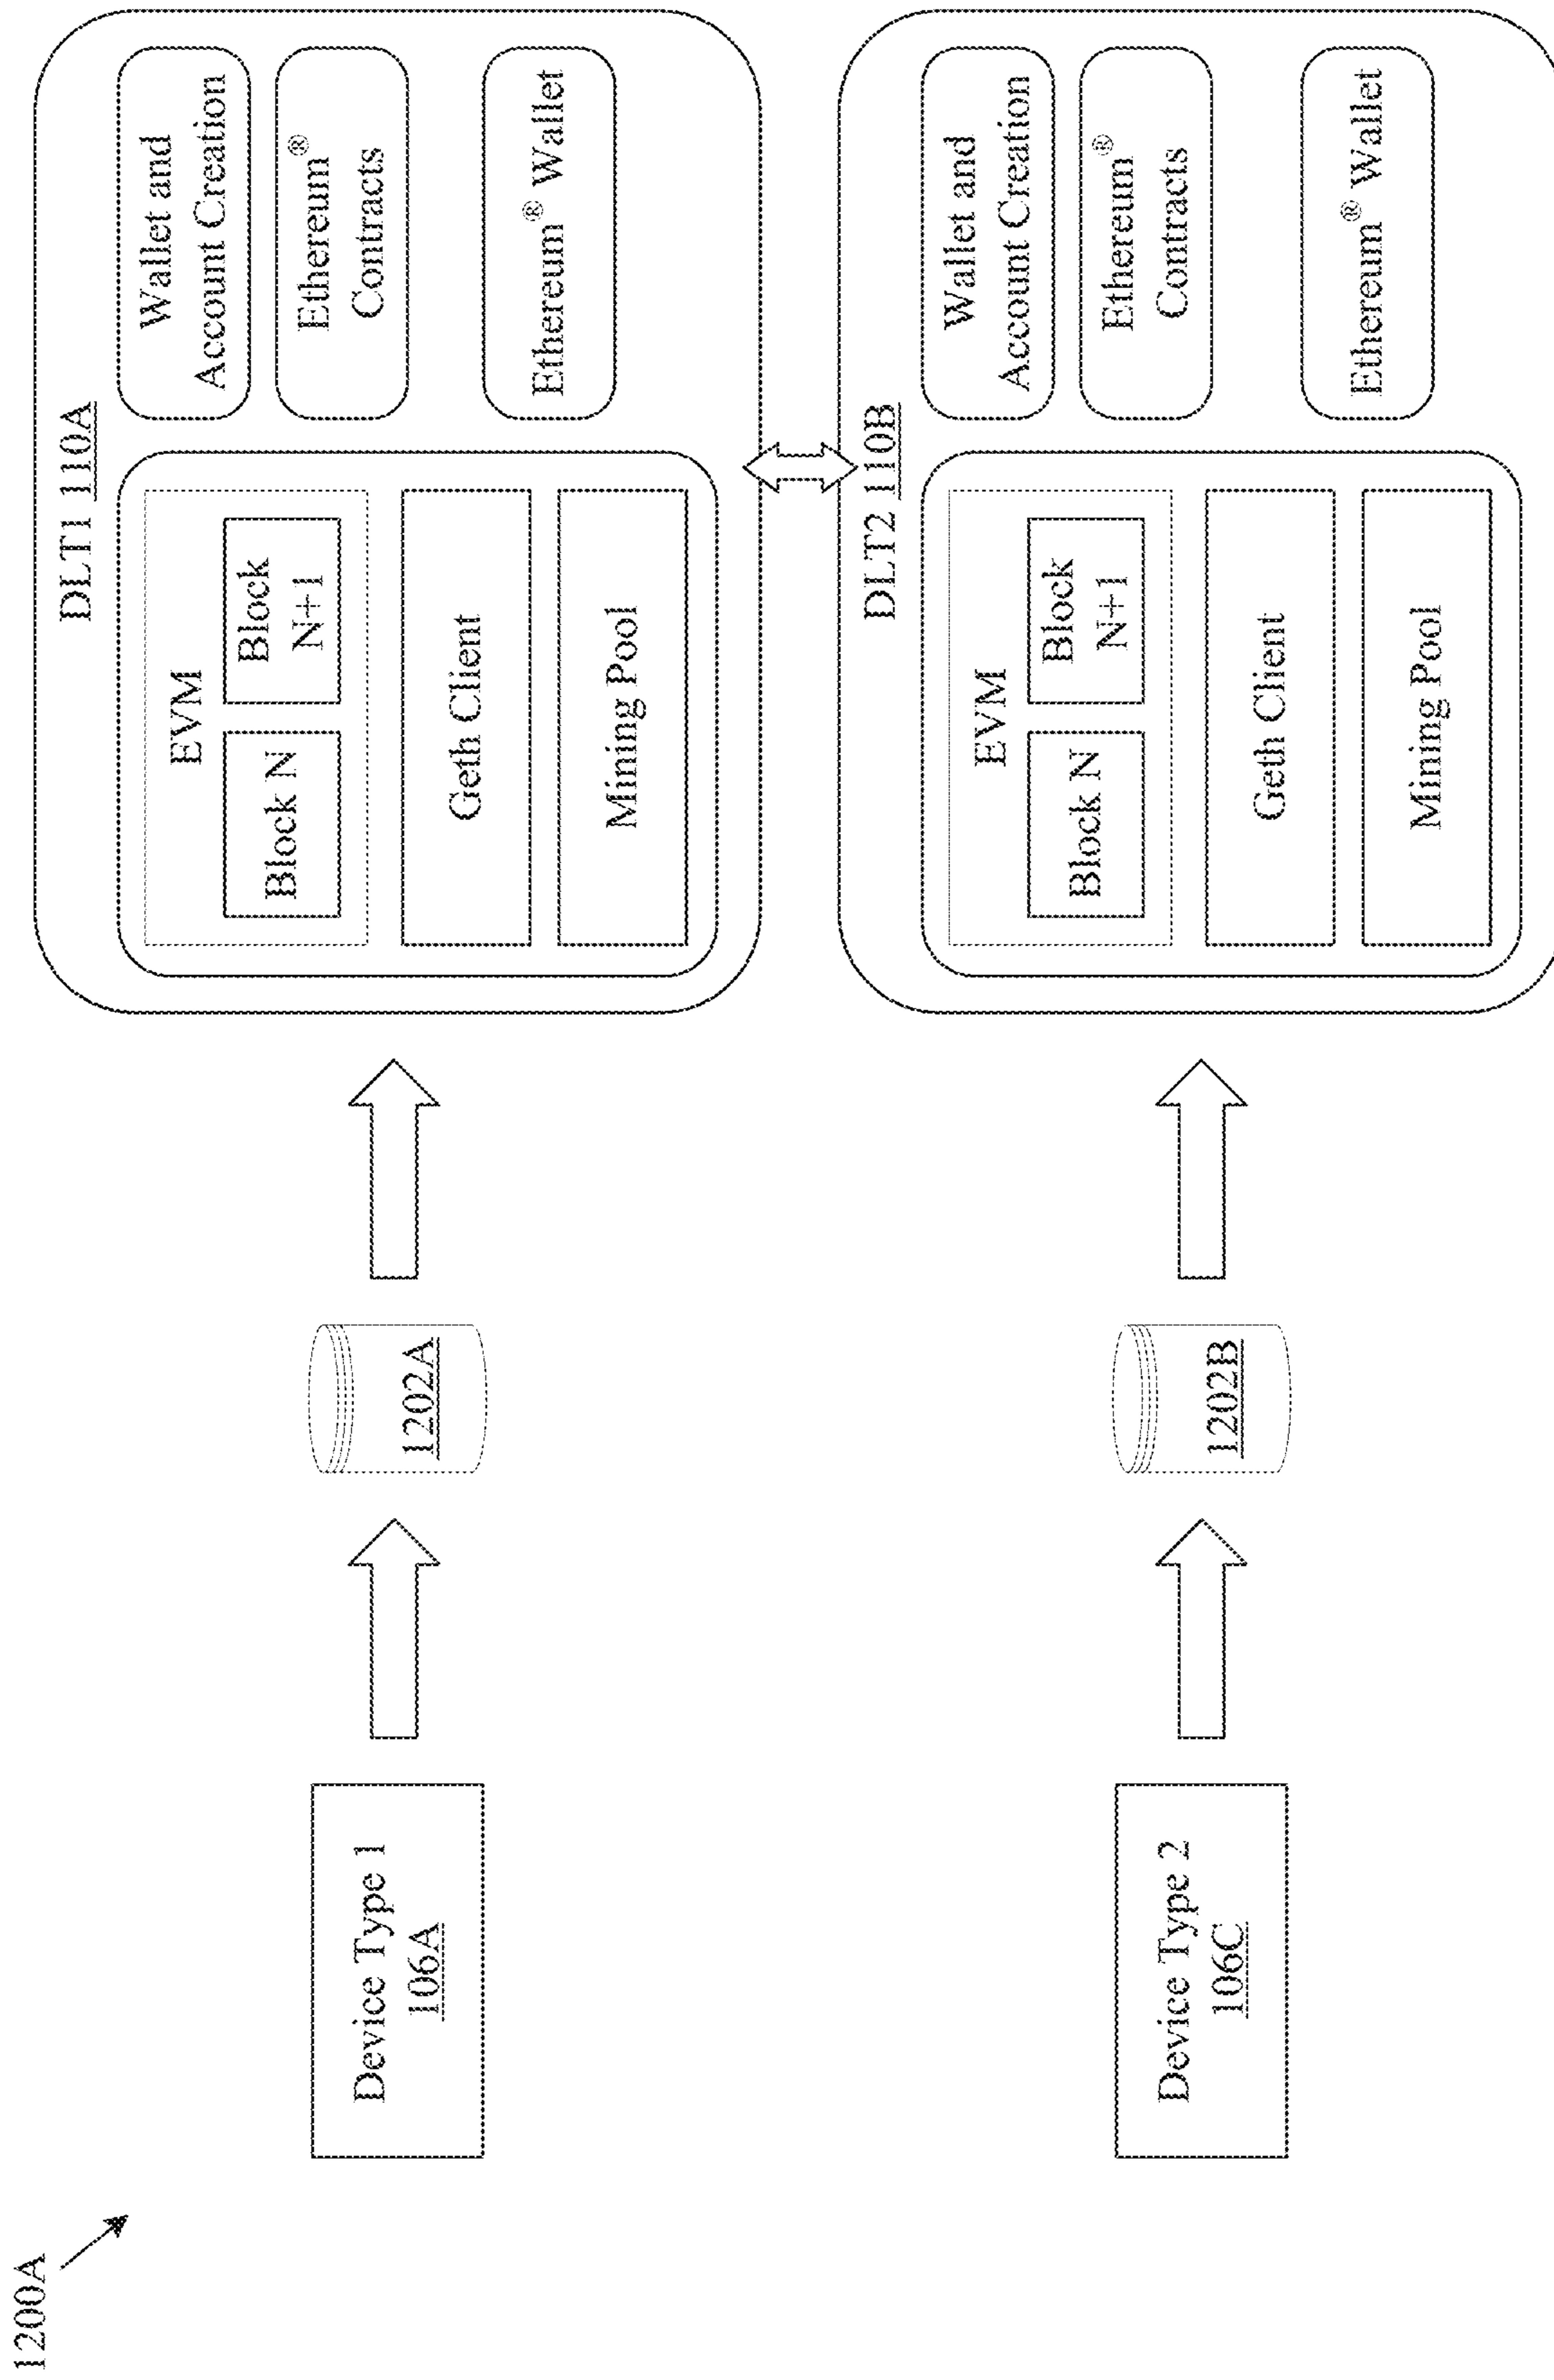 1200A
Device Type 1
106A
1202A
DLT1 110A
EVM
Block N
Block
N+1
Geth Client
Mining Pool
Wallet and
Account Creation
Ethereum®
Contracts
Ethereum® Wallet
Device Type 2
106C
1202B
DLT2 110B
EVM
Block N
Block
N+1
Geth Client
Mining Pool
Wallet and
Account Creation
Ethereum®
Contracts
Ethereum® Wallet